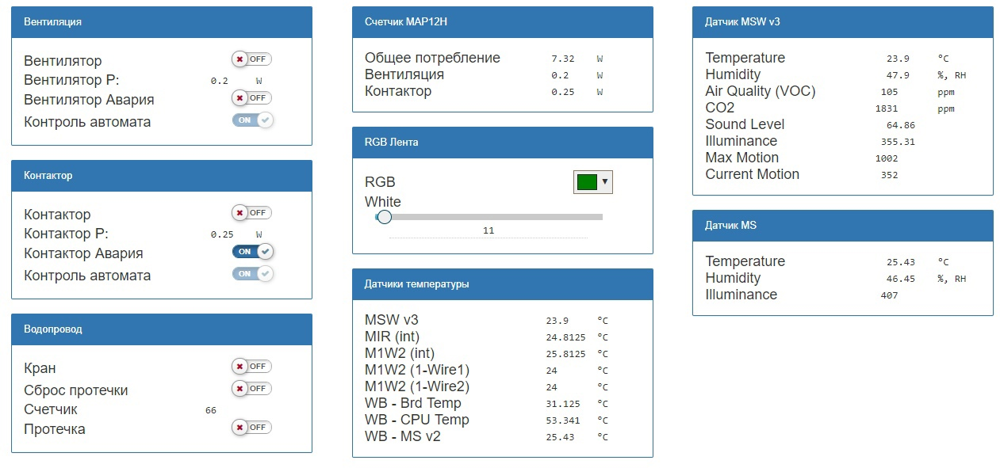 Вентиляция
Вентилятор OFF
Вентилятор P: 0.2 W
Вентилятор Авария OFF
Контроль автомата ON
Контактор
Контактор OFF
Контактор P: 0.25 W
Контактор Авария ON
Контроль автомата ON
Водопровод
Кран OFF
Сброс протечки OFF
Счетчик 66
Протечка OFF
Счетчик MAP12H
Общее потребление 7.32 W
Вентиляция 0.2 W
Контактор 0.25 W
RGB Лента
RGB
White
11
Датчики температуры
MSW v3 23.9 °C
MIR (int) 24.8125 °C
M1W2 (int) 25.8125 °C
M1W2 (1-Wire1) 24 °C
M1W2 (1-Wire2) 24 °C
WB - Brd Temp 31.125 °C
WB - CPU Temp 53.341 °C
WB - MS v2 25.43 °C
Датчик MSW v3
Temperature 23.9 °C
Humidity 47.9 %, RH
Air Quality (VOC) 105 ppm
CO2 1831 ppm
Sound Level 64.86
Illuminance 355.31
Max Motion 1002
Current Motion 352
Датчик MS
Temperature 25.43 °C
Humidity 46.45 %, RH
Illuminance 407